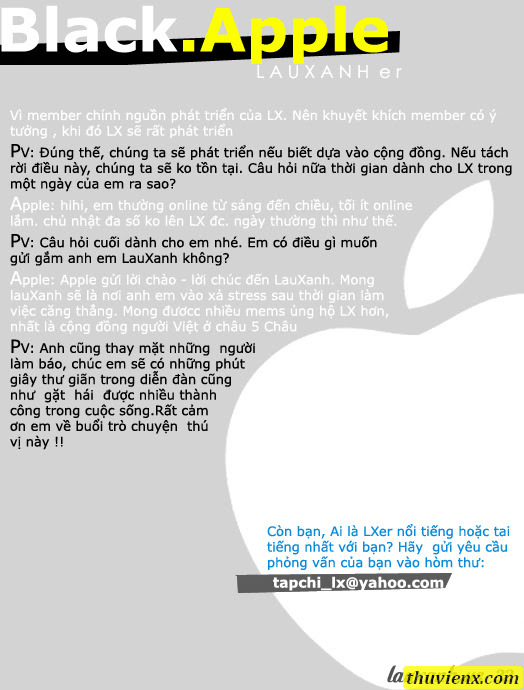 Black.Apple
LAUXANH er
Vì member chính nguồn phát triển của LX. Nên khuyết khích member có ý
tưởng , khi đó LX sẽ rất phát triển
PV: Đúng thế, chúng ta sẽ phát triển nếu biết dựa vào cộng đồng. Nếu tách
rời điều này, chúng ta sẽ ko tồn tại. Câu hỏi nữa thời gian dành cho LX trong
một ngày của em ra sao?
Apple: hihi, em thường online từ sáng đến chiều, tối ít online
lắm. chủ nhật đa số ko lên LX đc. ngày thường thì như thế.
PV: Câu hỏi cuối dành cho em nhé. Em có điều gì muốn
gửi gắm anh em LauXanh không?
Apple: Apple gửi lời chào - lời chúc đến LauXanh. Mong
lauXanh sẽ là nơi anh em vào xả stress sau thời gian làm
việc căng thẳng. Mong đươcc nhiều mems ủng hộ LX hơn,
nhất là cộng đồng người Việt ở châu 5 Châu
PV: Anh cũng thay mặt những người
làm báo, chúc em sẽ có những phút
giây thư giãn trong diễn đàn cũng
như gặt hái được nhiều thành
công trong cuộc sống.Rất cảm
ơn em về buổi trò chuyện thú
vị này !!
Còn bạn, Ai là LXer nổi tiếng hoặc tai
tiếng nhất với bạn? Hãy gửi yêu cầu
phỏng vấn của bạn vào hòm thư:
tapchi_lx@yahoo.com
thuvienx.com